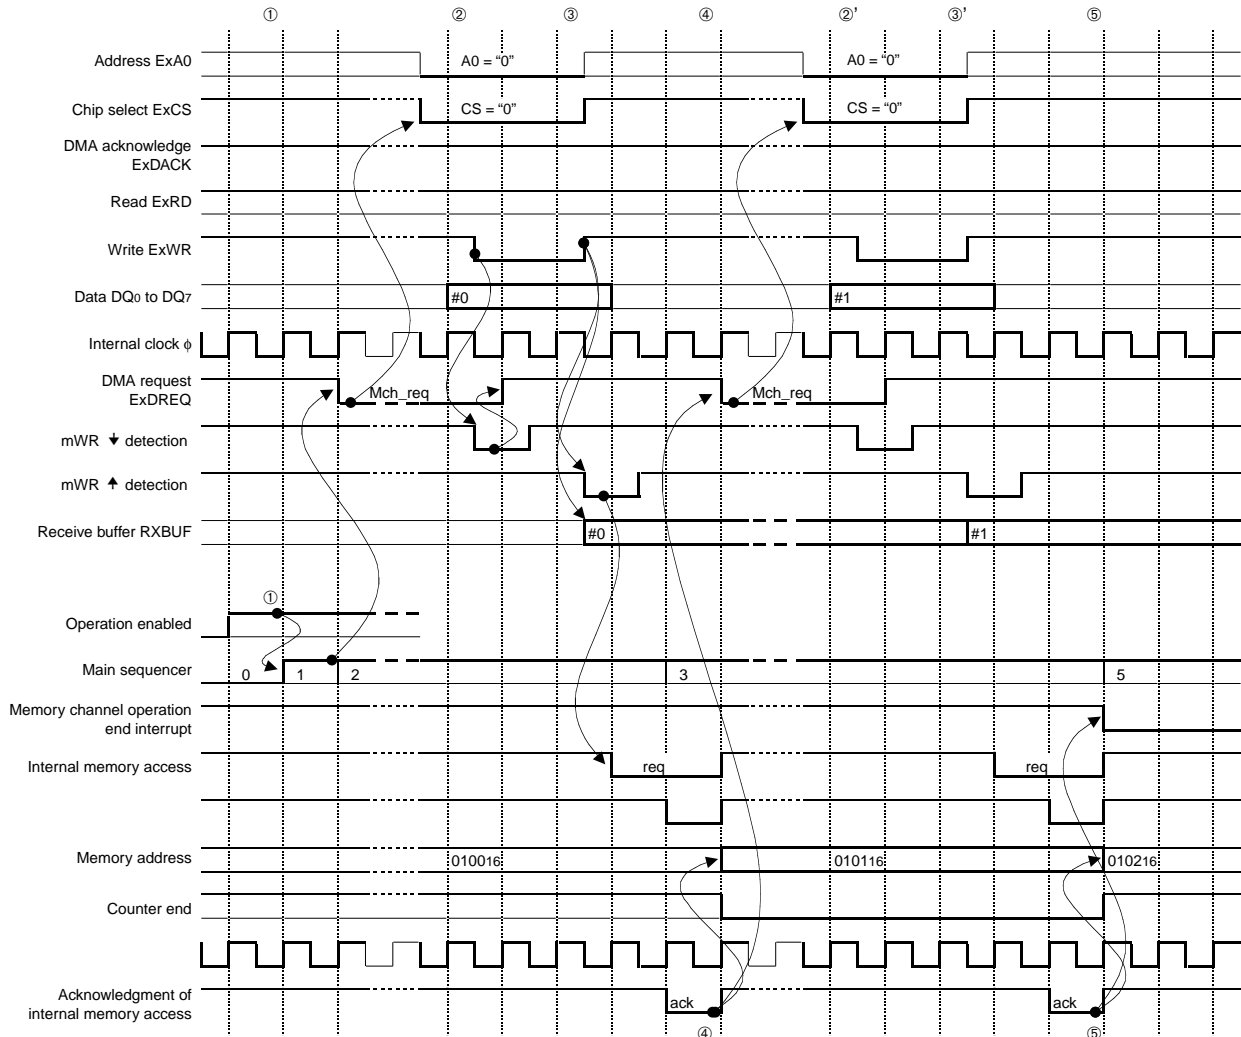 ① ② ③ ④ ②’ ③’ ⑤
Address ExA0 A0 = “0” A0 = “0”
Chip select ExCS CS = “0” CS = “0”
DMA acknowledge
ExDACK
Read ExRD
Write ExWR
Data DQ0 to DQ7 #0 #1
Internal clock ϕ
DMA request
ExDREQ Mch_req Mch_req
mWR ↓ detection
mWR ↑ detection
Receive buffer RXBUF #0 #1
①
Operation enabled
Main sequencer 0 1 2 3 5
Memory channel operation
end interrupt
Internal memory access req req
Memory address 010016 010116 010216
Counter end
Acknowledgment of
internal memory access ack ack
④ ⑤